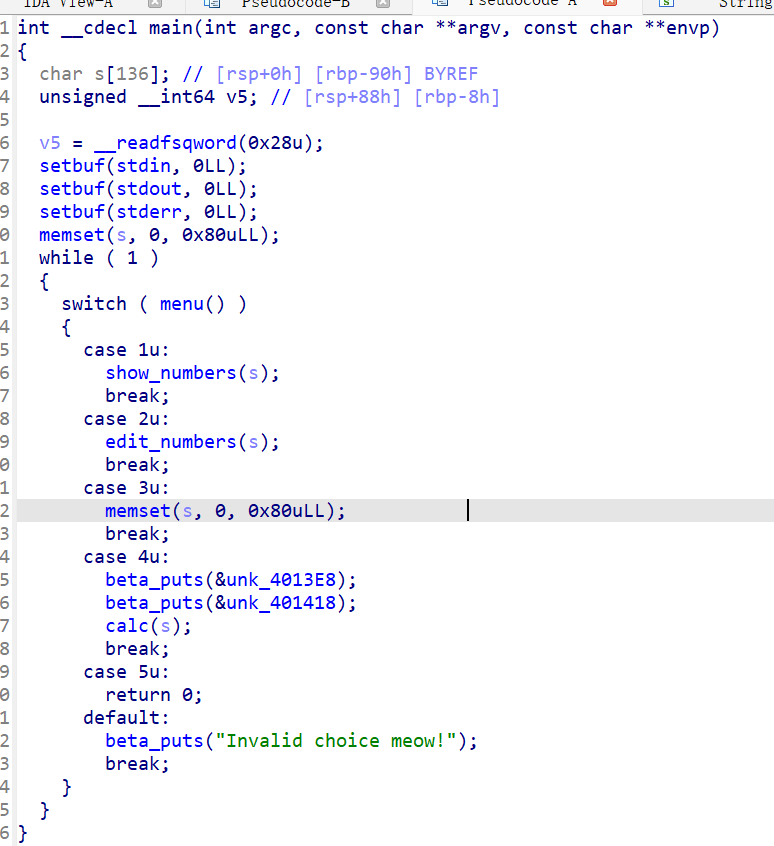 IDA View-A Pseudocode-B Pseudocode-A String
1 int __cdecl main(int argc, const char **argv, const char **envp)
2 {
3 char s[136]; // [rsp+0h] [rbp-90h] BYREF
4 unsigned __int64 v5; // [rsp+88h] [rbp-8h]
5
6 v5 = __readfsqword(0x28u);
7 setbuf(stdin, 0LL);
8 setbuf(stdout, 0LL);
9 setbuf(stderr, 0LL);
0 memset(s, 0, 0x80uLL);
1 while ( 1 )
2 {
3 switch ( menu() )
4 {
5 case 1u:
6 show_numbers(s);
7 break;
8 case 2u:
9 edit_numbers(s);
0 break;
1 case 3u:
2 memset(s, 0, 0x80uLL);
3 break;
4 case 4u:
5 beta_puts(&unk_4013E8);
6 beta_puts(&unk_401418);
7 calc(s);
8 break;
9 case 5u:
0 return 0;
1 default:
2 beta_puts("Invalid choice meow!");
3 break;
4 }
5 }
6 }